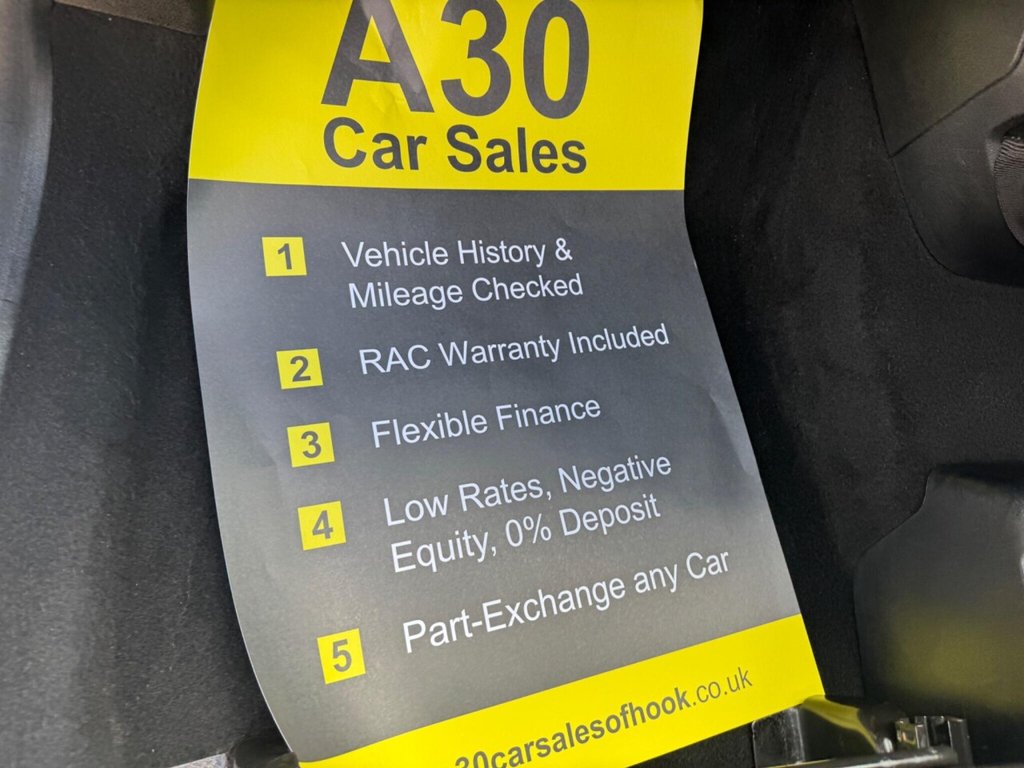 A30
Car Sales
1 Vehicle History &
Mileage Checked
2 RAC Warranty Included
3 Flexible Finance
4 Low Rates, Negative
Equity, 0% Deposit
5 Part-Exchange any Car
30carsalesofhook.co.uk